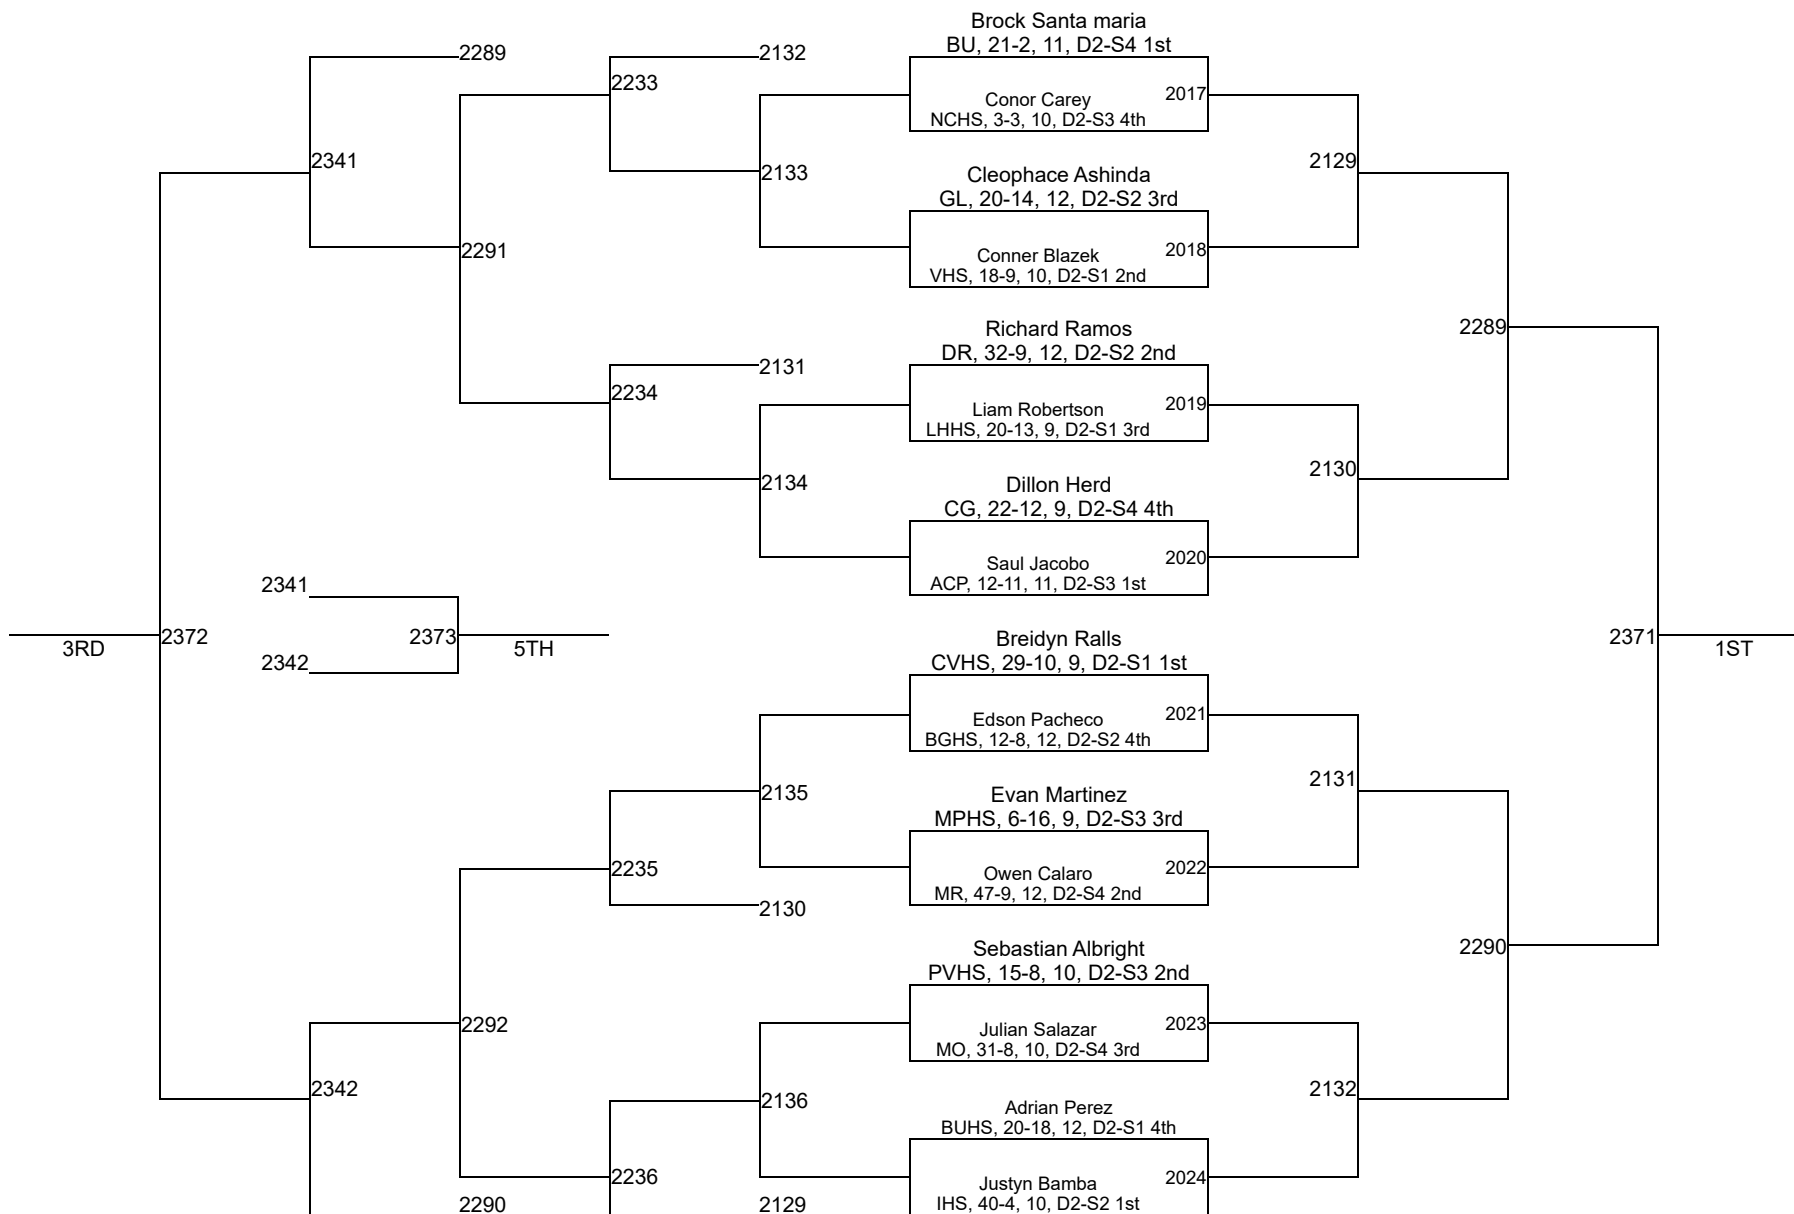 Brock Santa maria
2289
2132
BU, 21-2, 11, D2-S4 1st
2233
Conor Carey
2017
NCHS, 3-3, 10, D2-S3 4th
2341
2133
2129
Cleophace Ashinda
GL, 20-14, 12, D2-S2 3rd
2291
Conner Blazek
2018
VHS, 18-9, 10, D2-S1 2nd
Richard Ramos
2289
DR, 32-9, 12, D2-S2 2nd
2131
2234
Liam Robertson
2019
LHHS, 20-13, 9, D2-S1 3rd
2134
2130
Dillon Herd
CG, 22-12, 9, D2-S4 4th
Saul Jacobo
2020
ACP, 12-11, 11, D2-S3 1st
2341
3RD
2372
2373
5TH
2342
Breidyn Ralls
2371
1ST
CVHS, 29-10, 9, D2-S1 1st
Edson Pacheco
2021
BGHS, 12-8, 12, D2-S2 4th
2135
2131
Evan Martinez
MPHS, 6-16, 9, D2-S3 3rd
2235
Owen Calaro
2022
MR, 47-9, 12, D2-S4 2nd
2130
Sebastian Albright
2290
PVHS, 15-8, 10, D2-S3 2nd
2292
Julian Salazar
2023
MO, 31-8, 10, D2-S4 3rd
2342
2136
2132
Adrian Perez
BUHS, 20-18, 12, D2-S1 4th
2236
Justyn Bamba
2024
2290
2129
IHS, 40-4, 10, D2-S2 1st